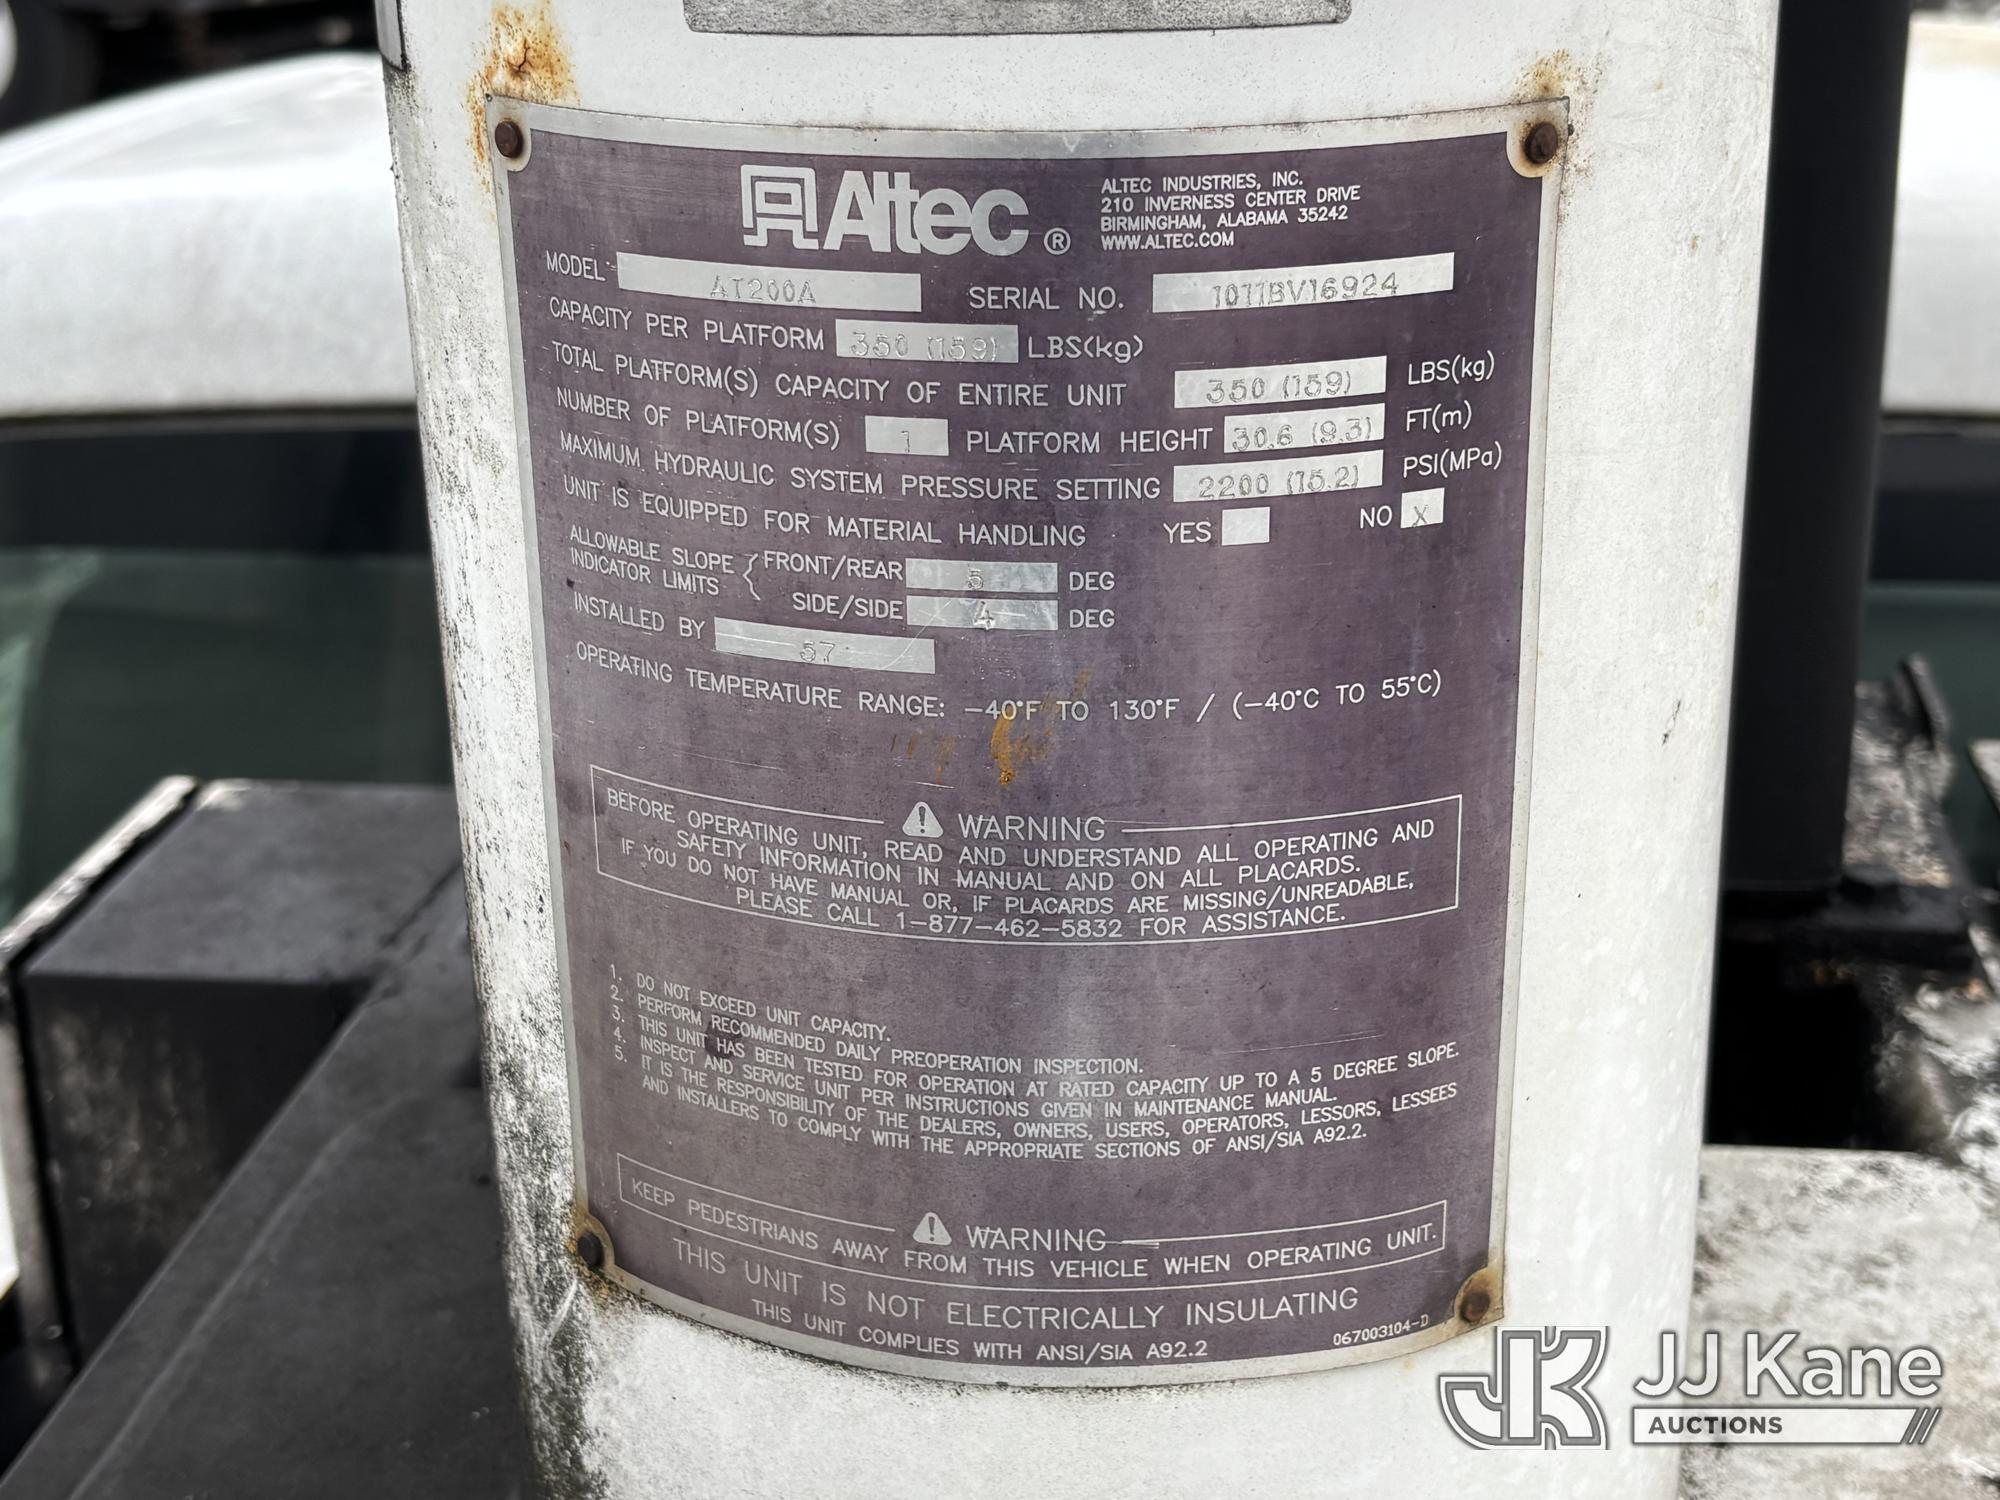 Altec ®
ALTEC INDUSTRIES, INC.
210 INVERNESS CENTER DRIVE
BIRMINGHAM, ALABAMA 35242
WWW.ALTEC.COM
MODEL AT200A SERIAL NO. 1011BV16924
CAPACITY PER PLATFORM 350 (159) LBS(kg)
TOTAL PLATFORM(S) CAPACITY OF ENTIRE UNIT 350 (159) LBS(kg)
NUMBER OF PLATFORM(S) 1 PLATFORM HEIGHT 30.6 (9.3) FT(m)
MAXIMUM HYDRAULIC SYSTEM PRESSURE SETTING 2200 (15.2) PSI(MPa)
UNIT IS EQUIPPED FOR MATERIAL HANDLING YES NO X
ALLOWABLE SLOPE INDICATOR LIMITS { FRONT/REAR 5 DEG
SIDE/SIDE 4 DEG
INSTALLED BY 37
OPERATING TEMPERATURE RANGE: -40°F TO 130°F / (-40°C TO 55°C)
WARNING
BEFORE OPERATING UNIT, READ AND UNDERSTAND ALL OPERATING AND
SAFETY INFORMATION IN MANUAL AND ON ALL PLACARDS.
IF YOU DO NOT HAVE MANUAL OR, IF PLACARDS ARE MISSING/UNREADABLE,
PLEASE CALL 1-877-462-5832 FOR ASSISTANCE.
1. DO NOT EXCEED UNIT CAPACITY.
2. PERFORM RECOMMENDED DAILY PREOPERATION INSPECTION.
3. THIS UNIT HAS BEEN TESTED FOR OPERATION AT RATED CAPACITY UP TO A 5 DEGREE SLOPE.
4. INSPECT AND SERVICE UNIT PER INSTRUCTIONS GIVEN IN MAINTENANCE MANUAL.
5. IT IS THE RESPONSIBILITY OF THE DEALERS, OWNERS, USERS, OPERATORS, LESSORS, LESSEES
AND INSTALLERS TO COMPLY WITH THE APPROPRIATE SECTIONS OF ANSI/SIA A92.2.
WARNING
KEEP PEDESTRIANS AWAY FROM THIS VEHICLE WHEN OPERATING UNIT.
THIS UNIT IS NOT ELECTRICALLY INSULATING
THIS UNIT COMPLIES WITH ANSI/SIA A92.2
067003104-D
JK JJ Kane
AUCTIONS